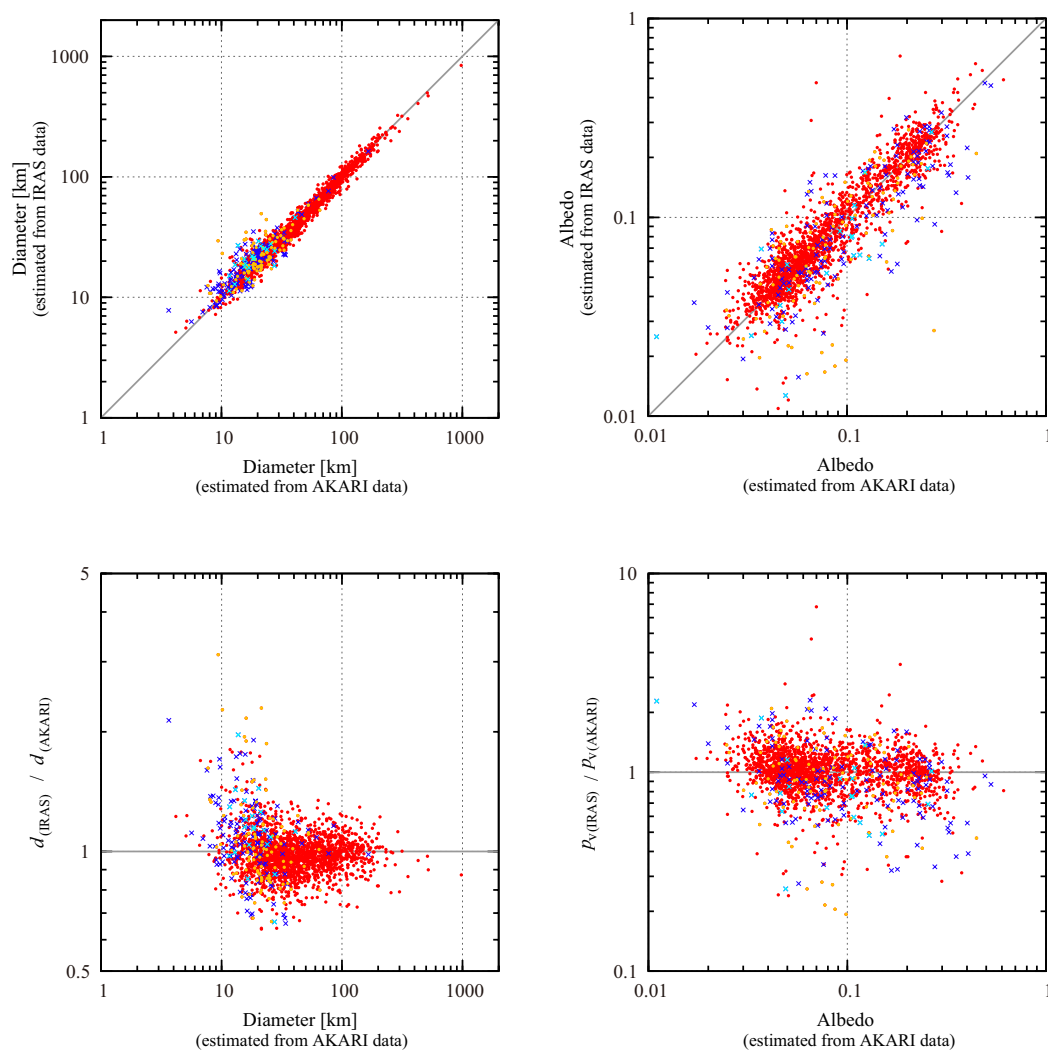 1000
100
10
1
Diameter [km]
(estimated from IRAS data)
1 10 100 1000
Diameter [km]
(estimated from AKARI data)
1
0.1
0.01
Albedo
(estimated from IRAS data)
0.01 0.1 1
Albedo
(estimated from AKARI data)
5
1
0.5
d(IRAS) / d(AKARI)
1 10 100 1000
Diameter [km]
(estimated from AKARI data)
10
1
0.1
pV(IRAS) / pV(AKARI)
0.01 0.1 1
Albedo
(estimated from AKARI data)